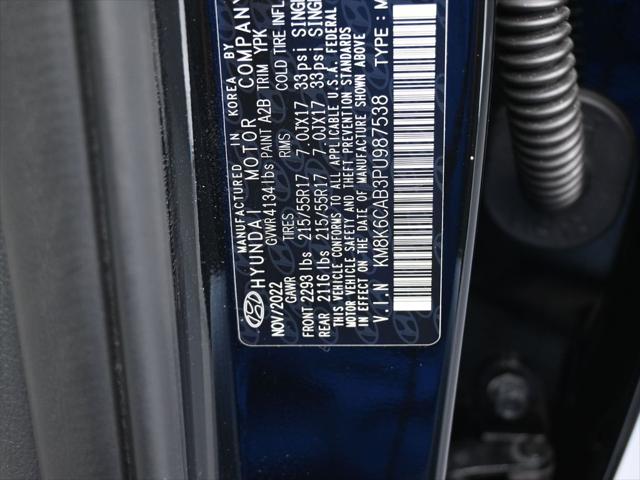 MANUFACTURED IN KOREA BY
HYUNDAI MOTOR COMPANY
NOV/2022 GVWR 4134 lbs PAINT A2B TRIM YPK
GAWR TIRES RIMS COLD TIRE INFL
FRONT 2293 lbs 215/55R17 7.0JX17 33psi SINGL
REAR 2116 lbs 215/55R17 7.0JX17 33psi SINGL
THIS VEHICLE CONFORMS TO ALL APPLICABLE U.S.A. FEDERAL
MOTOR VEHICLE SAFETY AND THEFT PREVENTION STANDARDS
IN EFFECT ON THE DATE OF MANUFACTURE SHOWN ABOVE
V.I.N KM8K6CAB3PU987538 TYPE : M